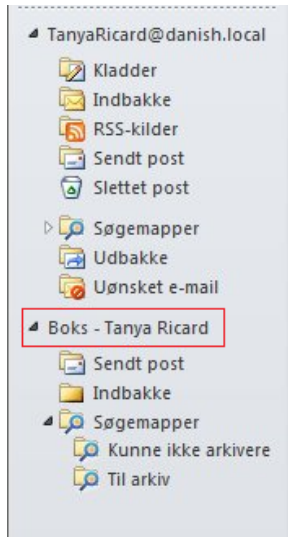 TanyaRicard@danish.local
Kladder
Indbakke
RSS-kilder
Sendt post
Slettet post
Søgemapper
Udbakke
Uønsket e-mail
Boks - Tanya Ricard
Sendt post
Indbakke
Søgemapper
Kunne ikke arkivere
Til arkiv